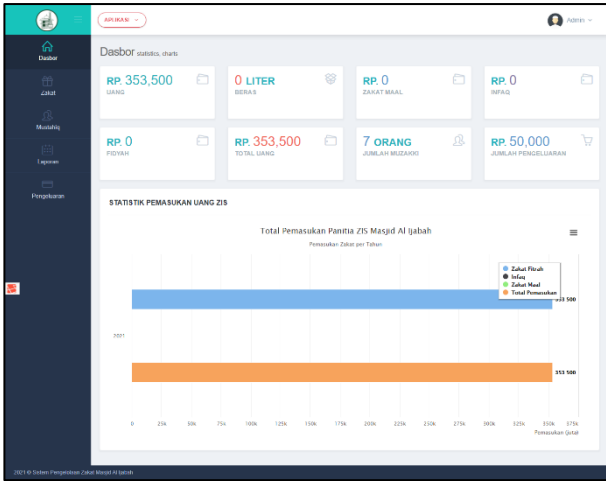 APLIKASI
Admin
Dasbor
Zakat
Mustahiq
Laporan
Pengeluaran
Dasbor statistics, charts
RP. 353,500
UANG
0 LITER
BERAS
RP. 0
ZAKAT MAAL
RP. 0
INFAQ
RP. 0
FIDYAH
RP. 353,500
TOTAL UANG
7 ORANG
JUMLAH MUZAKKI
RP. 50,000
JUMLAH PENGELUARAN
STATISTIK PEMASUKAN UANG ZIS
Total Pemasukan Panitia ZIS Masjid Al Ijabah
Pemasukan Zakat per Tahun
Zakat Fitrah
Infaq
Zakat Maal
Total Pemasukan
353 500
2021
353 500
0 25k 50k 75k 100k 125k 150k 175k 200k 225k 250k 275k 300k 325k 350k 375k
Pemasukan (juta)
2021 © Sistem Pengelolaan Zakat Masjid Al Ijabah